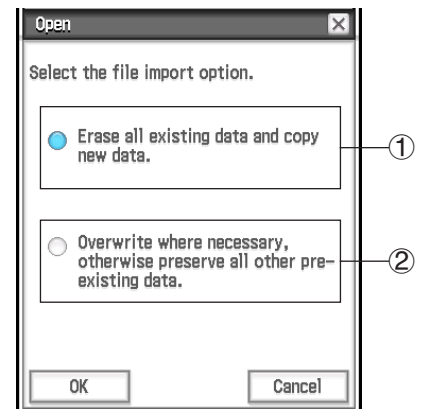 Open
Select the file import option.
Erase all existing data and copy
new data.
①
Overwrite where necessary,
otherwise preserve all other pre-
existing data.
②
OK Cancel